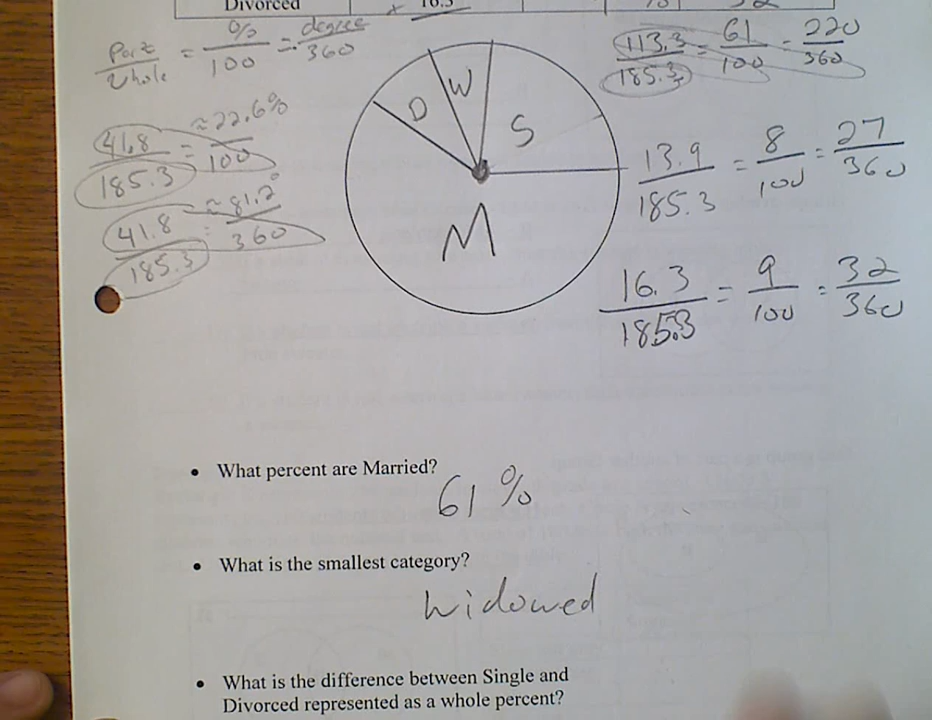 Divorced 16.3
Part/Whole = %/100 = degree/360
113.3/185.3 = 61/100 = 220/360
41.8/185.3 = ≈22.6%/100
41.8/185.3 = ≈81.2°/360
D
W
S
M
13.9/185.3 = 8/100 = 27/360
16.3/185.3 = 9/100 = 32/360
• What percent are Married?
61%
• What is the smallest category?
Widowed
• What is the difference between Single and
Divorced represented as a whole percent?